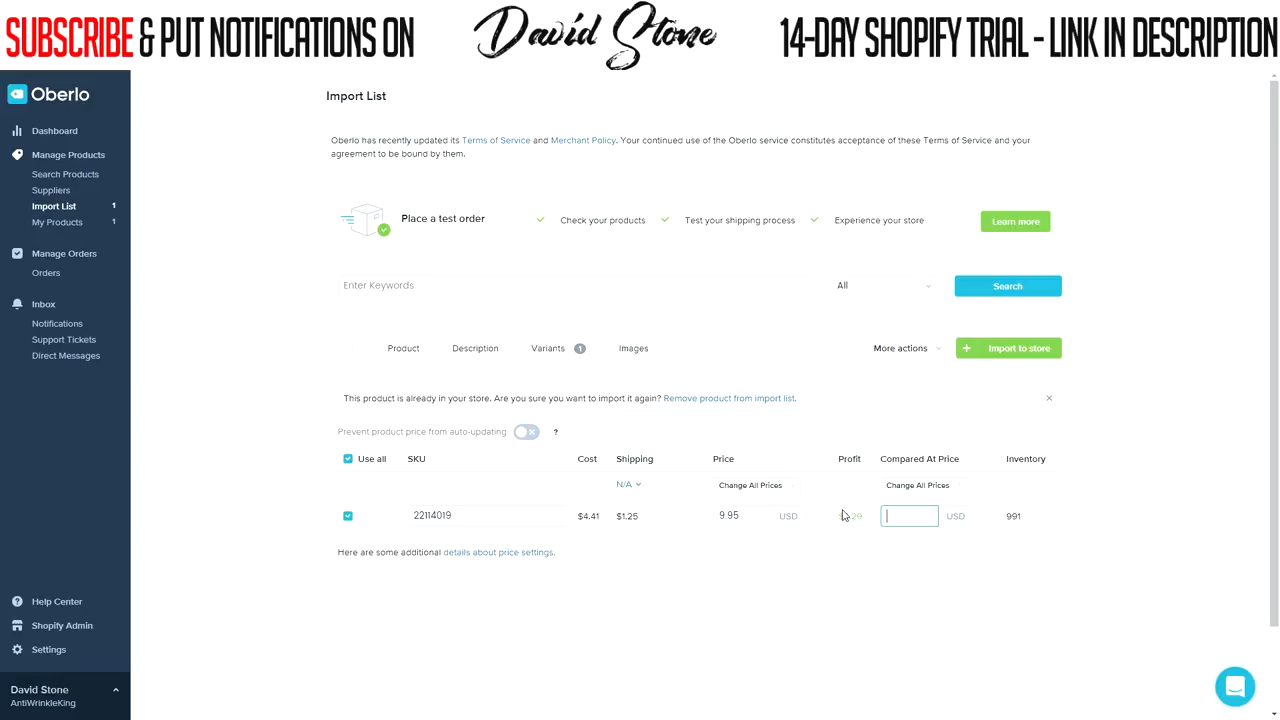 SUBSCRIBE & PUT NOTIFICATIONS ON
David Stone
14-DAY SHOPIFY TRIAL - LINK IN DESCRIPTION
Oberlo
Dashboard
Manage Products
Search Products
Suppliers
Import List 1
My Products 1
Manage Orders
Orders
Inbox
Notifications
Support Tickets
Direct Messages
Help Center
Shopify Admin
Settings
David Stone
AntiWrinkleKing
Import List
Oberlo has recently updated its Terms of Service and Merchant Policy. Your continued use of the Oberlo service constitutes acceptance of these Terms of Service and your
agreement to be bound by them.
Place a test order Check your products Test your shipping process Experience your store Learn more
Enter Keywords All Search
Product Description Variants 1 Images More actions + Import to store
This product is already in your store. Are you sure you want to import it again? Remove product from import list.
Prevent product price from auto-updating ?
Use all SKU Cost Shipping Price Profit Compared At Price Inventory
N/A Change All Prices Change All Prices
22114019 $4.41 $1.25 9.95 USD USD 991
Here are some additional details about price settings.